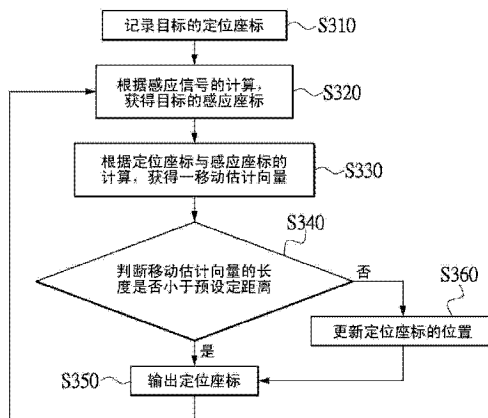 记录目标的定位座标
S310
根据感应信号的计算，
获得目标的感应座标
S320
根据定位座标与感应座标的
计算，获得一移动估计向量
S330
S340
判断移动估计向量的长
度是否小于预设定距离
否
S360
更新定位座标的位置
是
S350
输出定位座标